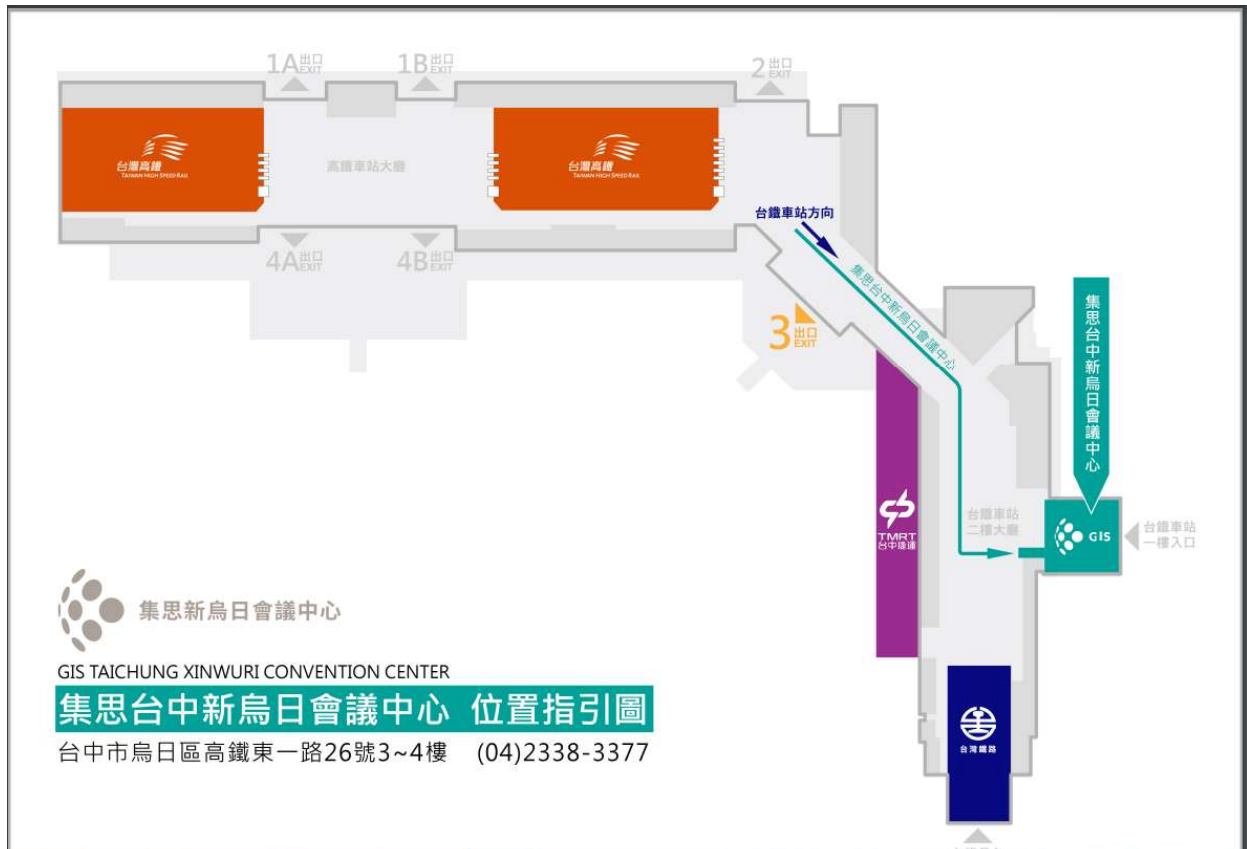 1A出口
EXIT
1B出口
EXIT
2出口
EXIT
台灣高鐵
TAIWAN HIGH SPEED RAIL
高鐵車站大廳
台灣高鐵
TAIWAN HIGH SPEED RAIL
台鐵車站方向
4A出口
EXIT
4B出口
EXIT
3出口
EXIT
集思台中新烏日會議中心
集思台中新烏日會議中心
TMRT
台中捷運
台鐵車站
二樓大廳
GIS
台鐵車站
一樓入口
集思新烏日會議中心
GIS TAICHUNG XINWURI CONVENTION CENTER
集思台中新烏日會議中心 位置指引圖
台中市烏日區高鐵東一路26號3~4樓 (04)2338-3377
台灣鐵路